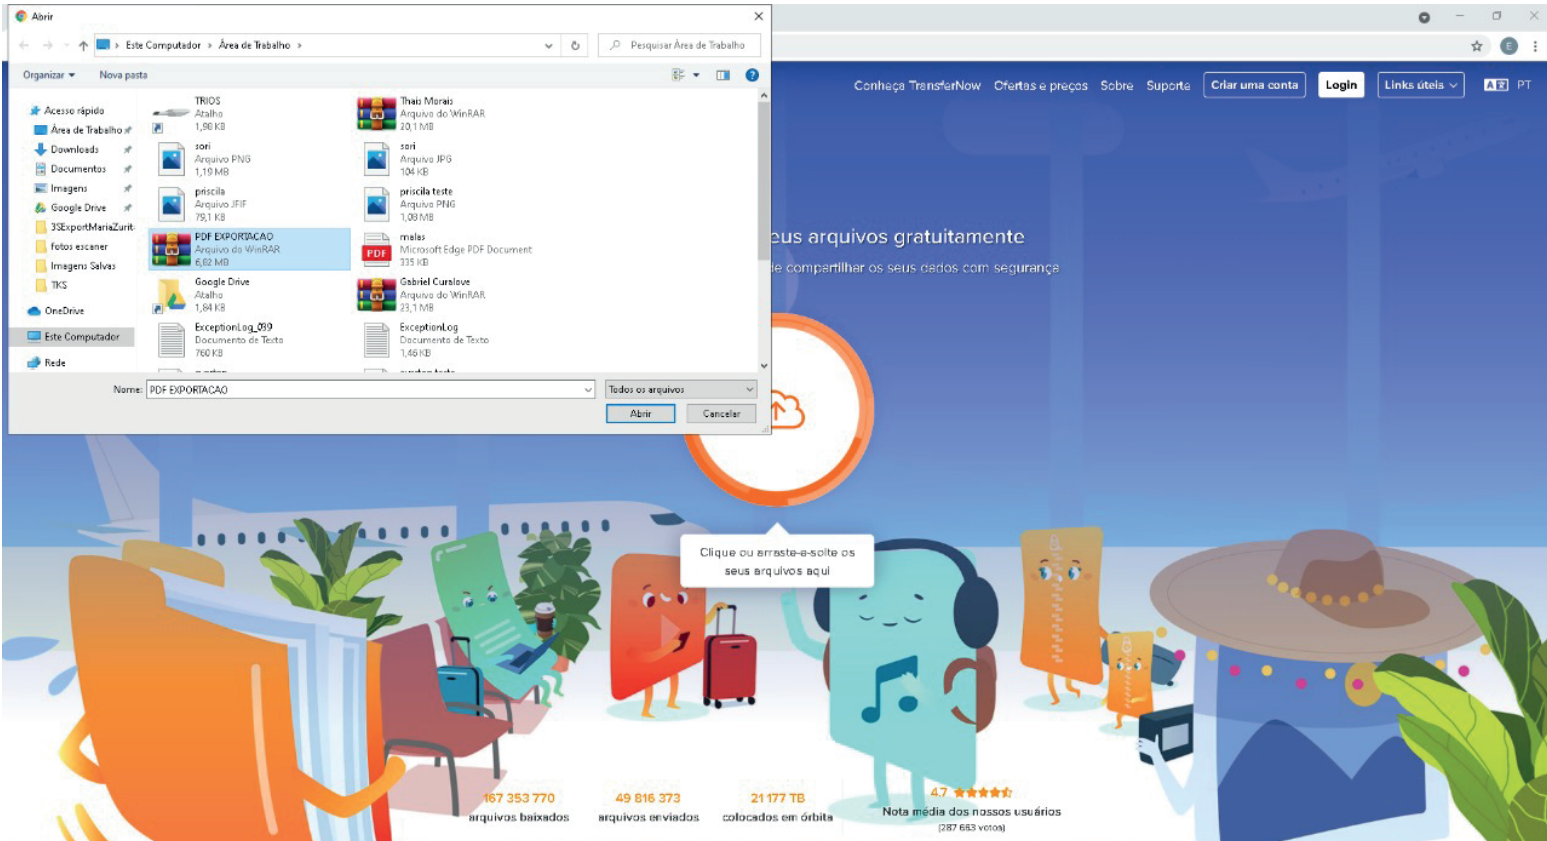 Abrir
Este Computador > Área de Trabalho >
Pesquisar Área de Trabalho
Organizar
Nova pasta
Acesso rápido
Área de Trabalho
Downloads
Documentos
Imagens
Google Drive
3SExportMariaZurit
fotos escaner
Imagens Salvas
TKS
OneDrive
Este Computador
Rede
TRIOS
Atalho
1,98 KB
Thais Morais
Arquivo do WinRAR
20,1 MB
sori
Arquivo PNG
1,19 MB
sori
Arquivo JPG
104 KB
priscila
Arquivo JFIF
79,1 KB
priscila teste
Arquivo PNG
1,08 MB
PDF EXPORTACAO
Arquivo do WinRAR
6,82 MB
malas
Microsoft Edge PDF Document
335 KB
PDF
Google Drive
Atalho
1,84 KB
Gabriel Curalove
Arquivo do WinRAR
23,1 MB
ExceptionLog_099
Documento de Texto
760 KB
ExceptionLog
Documento de Texto
1,46 KB
Nome: PDF EXPORTACAO
Todos os arquivos
Abrir
Cancelar
E
Conheça TransferNow Ofertas e preços Sobre Suporte Criar uma conta Login Links úteis PT
eus arquivos gratuitamente
de compartilhar os seus dados com segurança
Clique ou arraste-e-solte os
seus arquivos aqui
167 353 770
arquivos baixados
49 816 373
arquivos enviados
21 177 TB
colocados em órbita
4.7
Nota média dos nossos usuários
(287 663 votos)